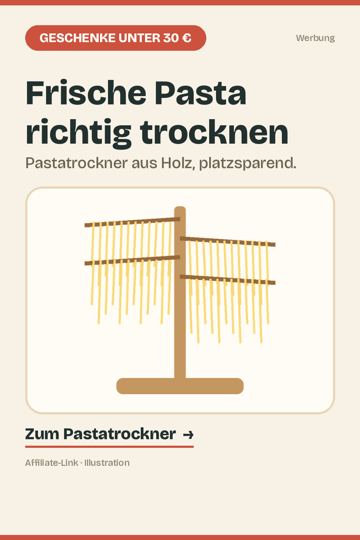 GESCHENKE UNTER 30 €
Werbung
Frische Pasta
richtig trocknen
Pastatrockner aus Holz, platzsparend.
Zum Pastatrockner →
Affiliate-Link · Illustration